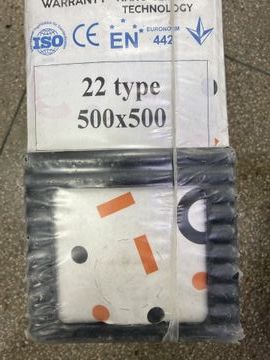 WARRANTY
TECHNOLOGY
ISO CE EN EURONORM
442
22 type
500x500